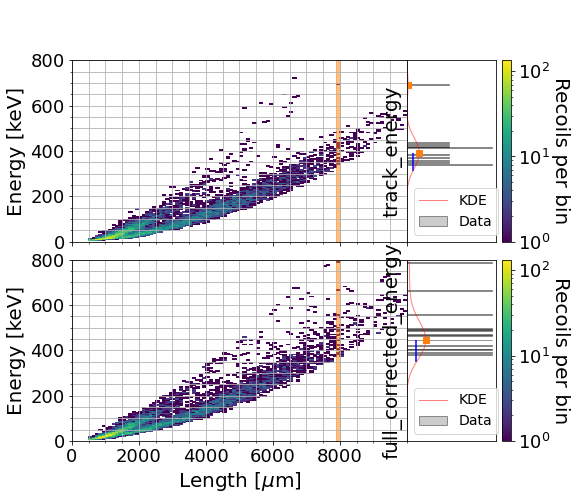 800
600
400
200
0
Energy [keV]
track_energy
KDE
Data
10²
10¹
10⁰
Recoils per bin
800
600
400
200
0
Energy [keV]
full_corrected_energy
KDE
Data
10²
10¹
10⁰
Recoils per bin
0 2000 4000 6000 8000
Length [μm]